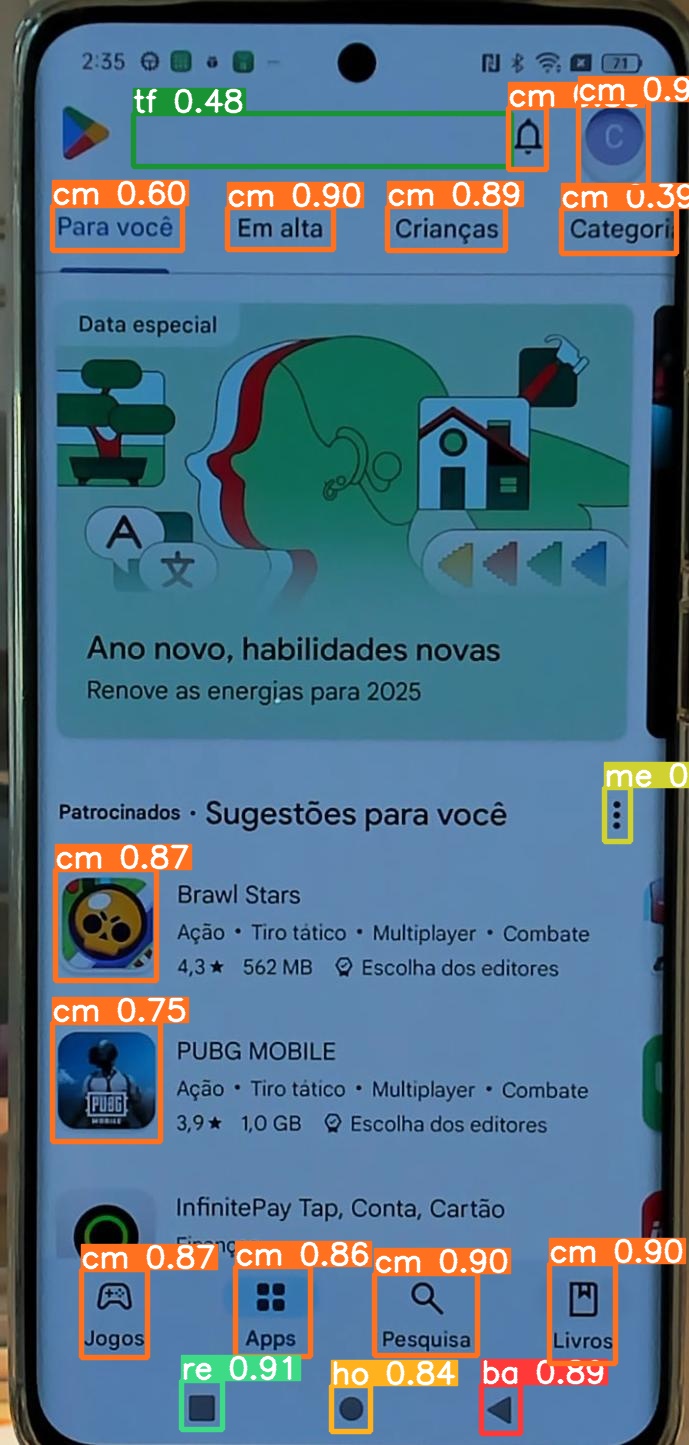 2:35 71
tf 0.48 cm cm 0.9
C
cm 0.60 cm 0.90 cm 0.89 cm 0.39
Para você Em alta Crianças Categori
Data especial
A 文
Ano novo, habilidades novas
Renove as energias para 2025
me 0
Patrocinados • Sugestões para você
cm 0.87
Brawl Stars
Ação • Tiro tático • Multiplayer • Combate
4,3★ 562 MB Escolha dos editores
cm 0.75
PUBG MOBILE
Ação • Tiro tático • Multiplayer • Combate
PUBG
MOBILE
3,9★ 1,0 GB Escolha dos editores
InfinitePay Tap, Conta, Cartão
cm 0.87 cm 0.86 cm 0.90 cm 0.90
Jogos Apps Pesquisa Livros
re 0.91 ho 0.84 ba 0.89